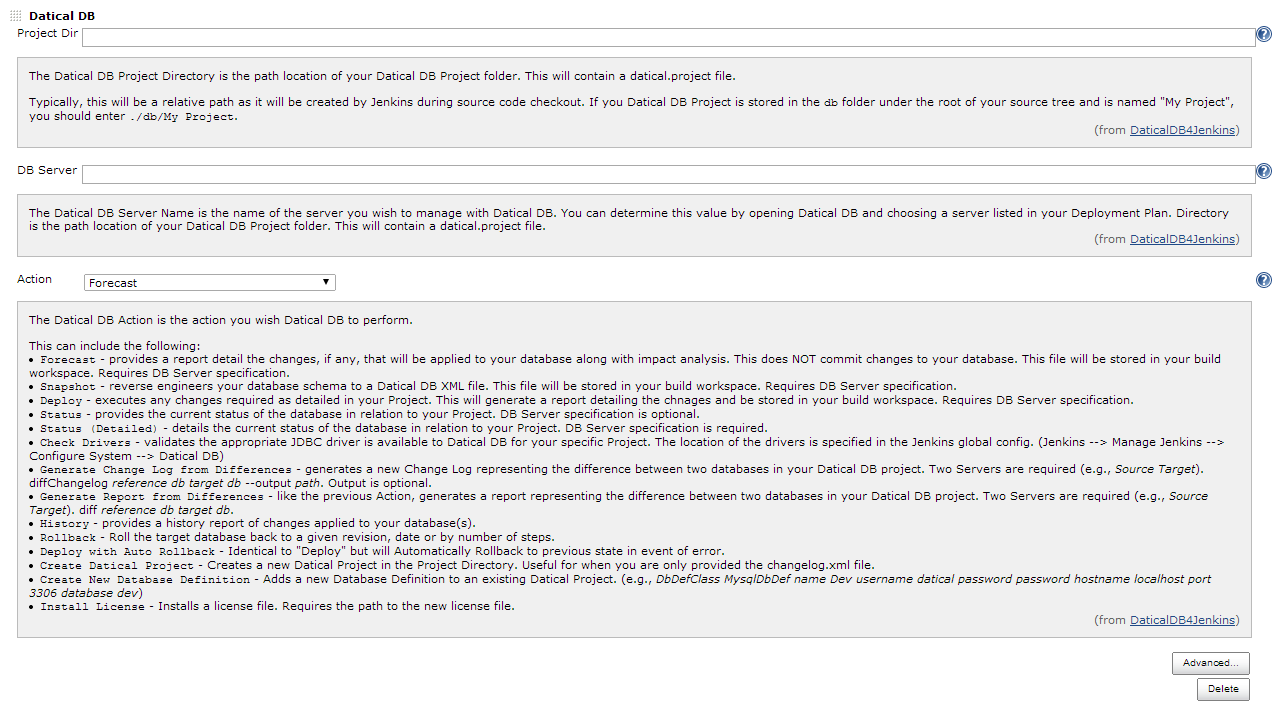 Datical DB
Project Dir
The Datical DB Project Directory is the path location of your Datical DB Project folder. This will contain a datical.project file.
Typically, this will be a relative path as it will be created by Jenkins during source code checkout. If you Datical DB Project is stored in the db folder under the root of your source tree and is named "My Project",
you should enter ./db/My Project.
(from DaticalDB4Jenkins)
DB Server
The Datical DB Server Name is the name of the server you wish to manage with Datical DB. You can determine this value by opening Datical DB and choosing a server listed in your Deployment Plan. Directory
is the path location of your Datical DB Project folder. This will contain a datical.project file.
(from DaticalDB4Jenkins)
Action Forecast
The Datical DB Action is the action you wish Datical DB to perform.
This can include the following:
• Forecast - provides a report detail the changes, if any, that will be applied to your database along with impact analysis. This does NOT commit changes to your database. This file will be stored in your build
workspace. Requires DB Server specification.
• Snapshot - reverse engineers your database schema to a Datical DB XML file. This file will be stored in your build workspace. Requires DB Server specification.
• Deploy - executes any changes required as detailed in your Project. This will generate a report detailing the chnages and be stored in your build workspace. Requires DB Server specification.
• Status - provides the current status of the database in relation to your Project. DB Server specification is optional.
• Status (Detailed) - details the current status of the database in relation to your Project. DB Server specification is required.
• Check Drivers - validates the appropriate JDBC driver is available to Datical DB for your specific Project. The location of the drivers is specified in the Jenkins global config. (Jenkins --> Manage Jenkins -->
Configure System --> Datical DB)
• Generate Change Log from Differences - generates a new Change Log representing the difference between two databases in your Datical DB project. Two Servers are required (e.g., Source Target).
diffChangelog reference db target db --output path. Output is optional.
• Generate Report from Differences - like the previous Action, generates a report representing the difference between two databases in your Datical DB project. Two Servers are required (e.g., Source
Target). diff reference db target db.
• History - provides a history report of changes applied to your database(s).
• Rollback - Roll the target database back to a given revision, date or by number of steps.
• Deploy with Auto Rollback - Identical to "Deploy" but will Automatically Rollback to previous state in event of error.
• Create Datical Project - Creates a new Datical Project in the Project Directory. Useful for when you are only provided the changelog.xml file.
• Create New Database Definition - Adds a new Database Definition to an existing Datical Project. (e.g., DbDefClass MysqlDbDef name Dev username datical password password hostname localhost port
3306 database dev)
• Install License - Installs a license file. Requires the path to the new license file.
(from DaticalDB4Jenkins)
Advanced...
Delete